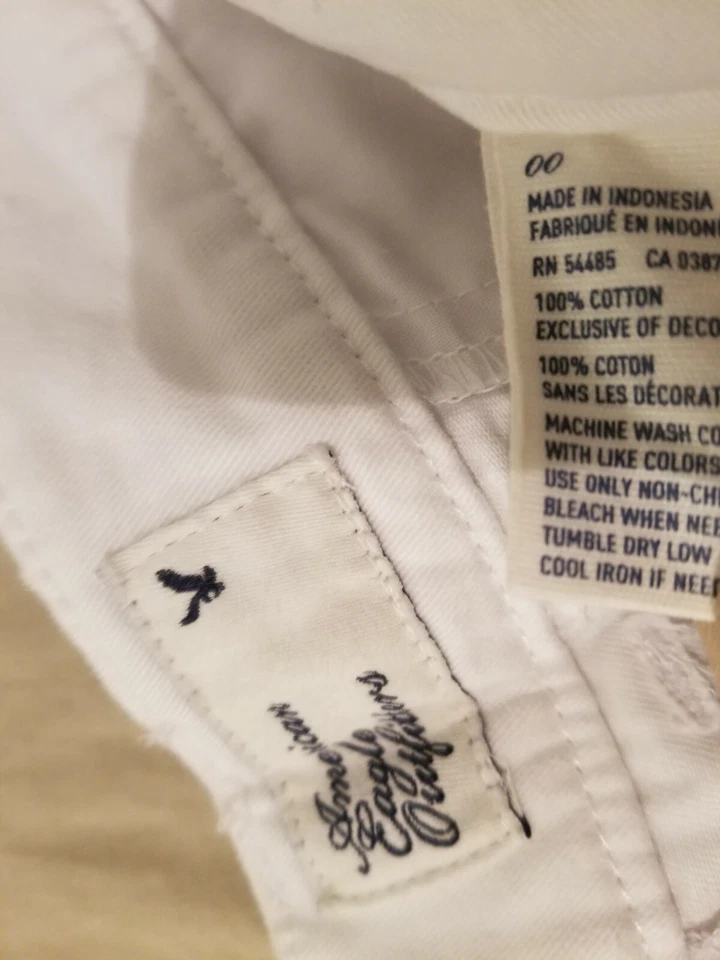 00
MADE IN INDONESIA
FABRIQUÉ EN INDON
RN 54485 CA 0387
100% COTTON
EXCLUSIVE OF DECO
100% COTON
SANS LES DÉCORAT
MACHINE WASH CO
WITH LIKE COLORS
USE ONLY NON-CH
BLEACH WHEN NEE
TUMBLE DRY LOW
COOL IRON IF NEE
American
Eagle
Outfitters